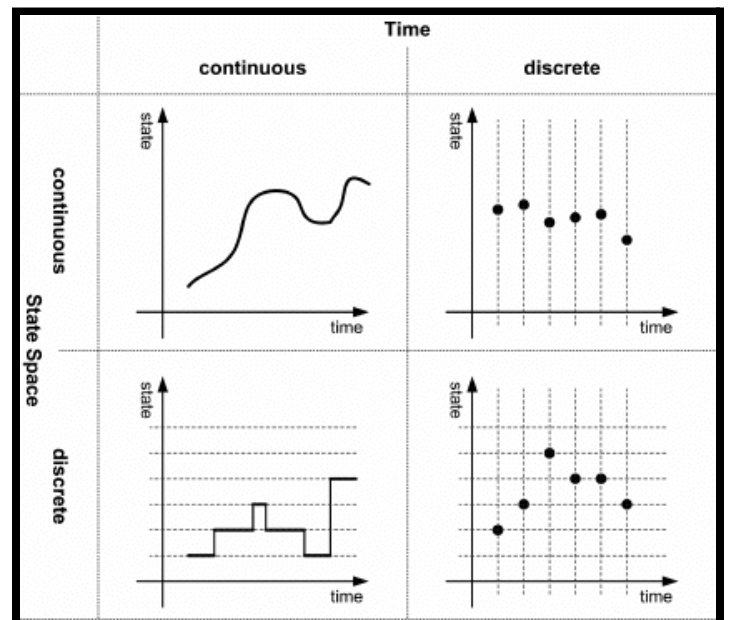 Time
continuous
discrete
State Space
continuous
state
time
state
time
discrete
state
time
state
time